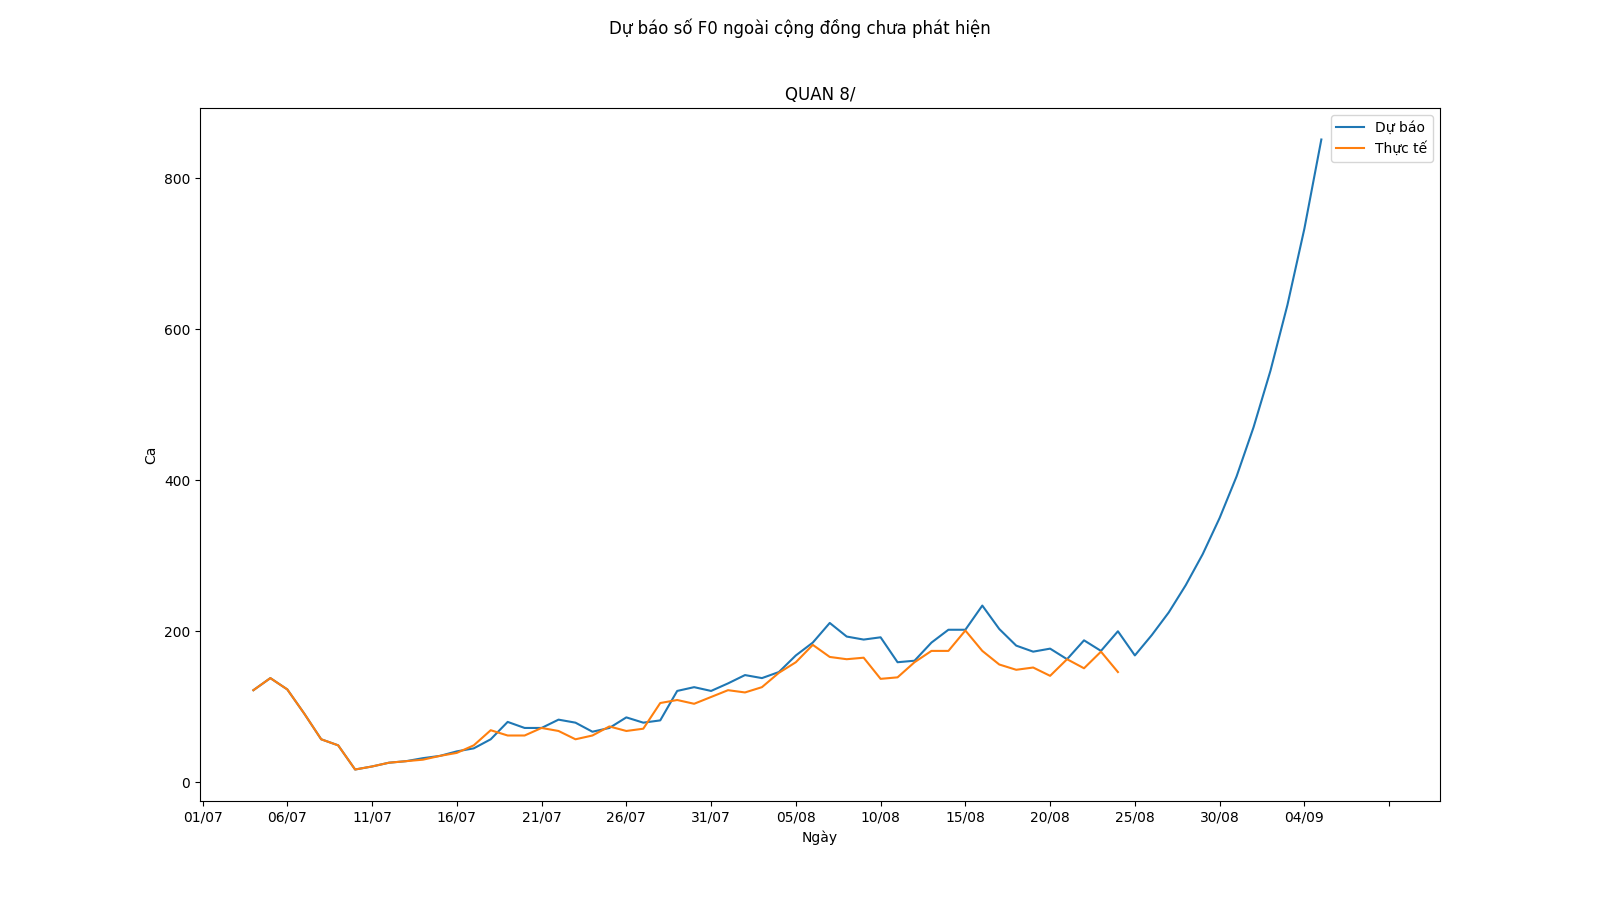 Dự báo số F0 ngoài cộng đồng chưa phát hiện
QUAN 8/
Dự báo
Thực tế
800
600
400
200
0
Ca
01/07 06/07 11/07 16/07 21/07 26/07 31/07 05/08 10/08 15/08 20/08 25/08 30/08 04/09
Ngày